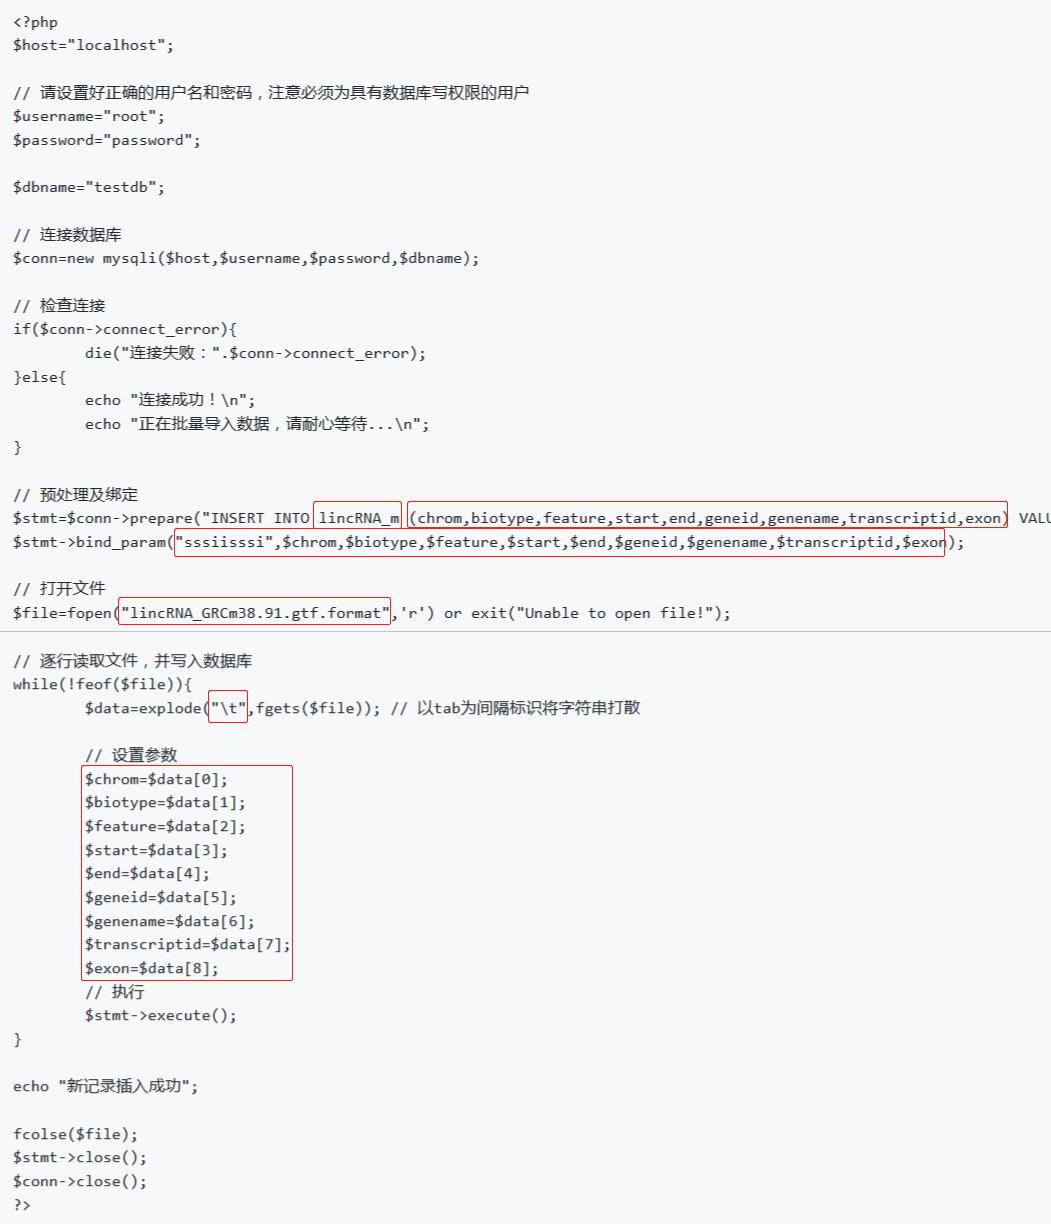 <?php
$host="localhost";
// 请设置好正确的用户名和密码，注意必须为具有数据库写权限的用户
$username="root";
$password="password";
$dbname="testdb";
// 连接数据库
$conn=new mysqli($host,$username,$password,$dbname);
// 检查连接
if($conn->connect_error){
die("连接失败：".$conn->connect_error);
}else{
echo "连接成功！\n";
echo "正在批量导入数据，请耐心等待...\n";
}
// 预处理及绑定
$stmt=$conn->prepare("INSERT INTO lincRNA_m (chrom,biotype,feature,start,end,geneid,genename,transcriptid,exon) VALU
$stmt->bind_param("sssiisssi",$chrom,$biotype,$feature,$start,$end,$geneid,$genename,$transcriptid,$exon);
// 打开文件
$file=fopen("lincRNA_GRCm38.91.gtf.format",'r') or exit("Unable to open file!");
// 逐行读取文件，并写入数据库
while(!feof($file)){
$data=explode("\t",fgets($file)); // 以tab为间隔标识将字符串打散
// 设置参数
$chrom=$data[0];
$biotype=$data[1];
$feature=$data[2];
$start=$data[3];
$end=$data[4];
$geneid=$data[5];
$genename=$data[6];
$transcriptid=$data[7];
$exon=$data[8];
// 执行
$stmt->execute();
}
echo "新记录插入成功";
fcolse($file);
$stmt->close();
$conn->close();
?>